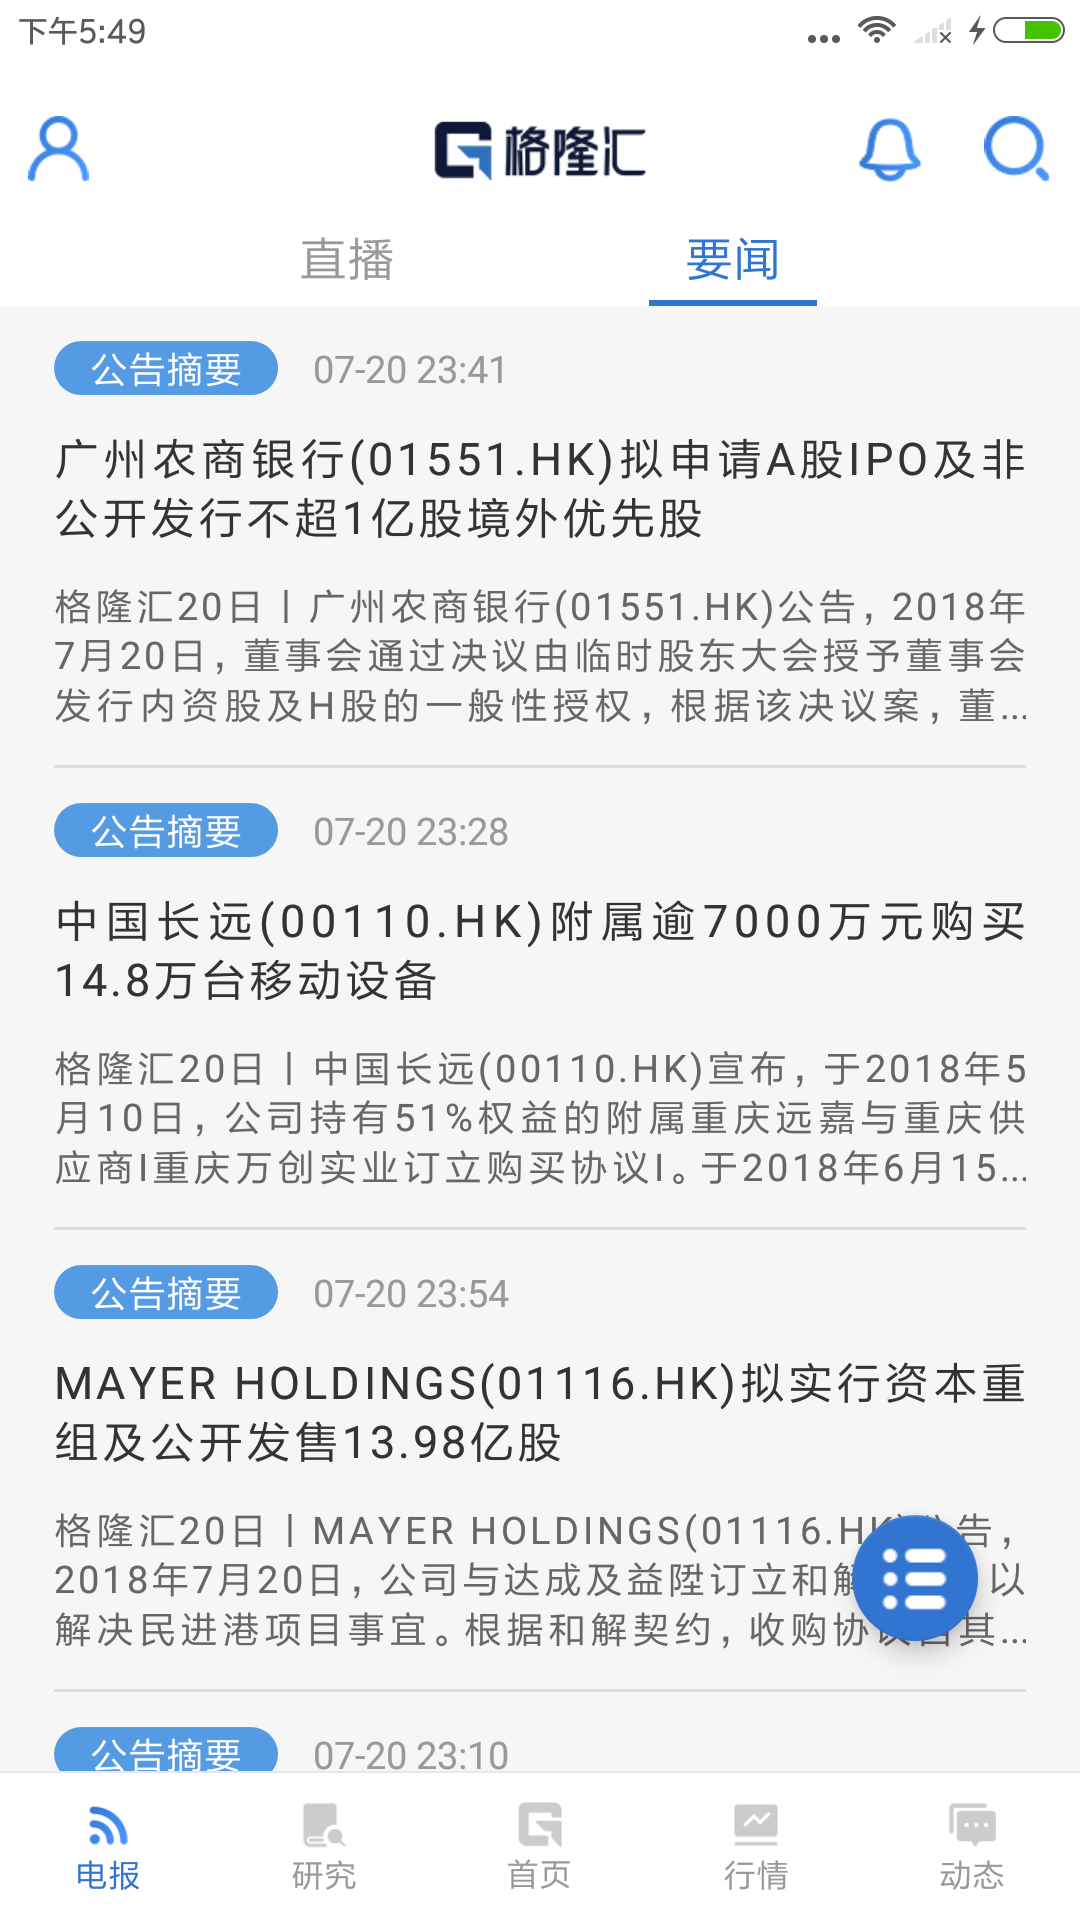 下午5:49
格隆汇
直播 要闻
公告摘要 07-20 23:41
广州农商银行(01551.HK)拟申请A股IPO及非
公开发行不超1亿股境外优先股
格隆汇20日丨广州农商银行(01551.HK)公告，2018年
7月20日，董事会通过决议由临时股东大会授予董事会
发行内资股及H股的一般性授权，根据该决议案，董...
公告摘要 07-20 23:28
中国长远(00110.HK)附属逾7000万元购买
14.8万台移动设备
格隆汇20日丨中国长远(00110.HK)宣布，于2018年5
月10日，公司持有51%权益的附属重庆远嘉与重庆供
应商I重庆万创实业订立购买协议I。于2018年6月15...
公告摘要 07-20 23:54
MAYER HOLDINGS(01116.HK)拟实行资本重
组及公开发售13.98亿股
格隆汇20日丨MAYER HOLDINGS(01116.HK)公告，
2018年7月20日，公司与达成及益陞订立和解 以
解决民进港项目事宜。根据和解契约，收购协议 其...
公告摘要 07-20 23:10
电报 研究 首页 行情 动态